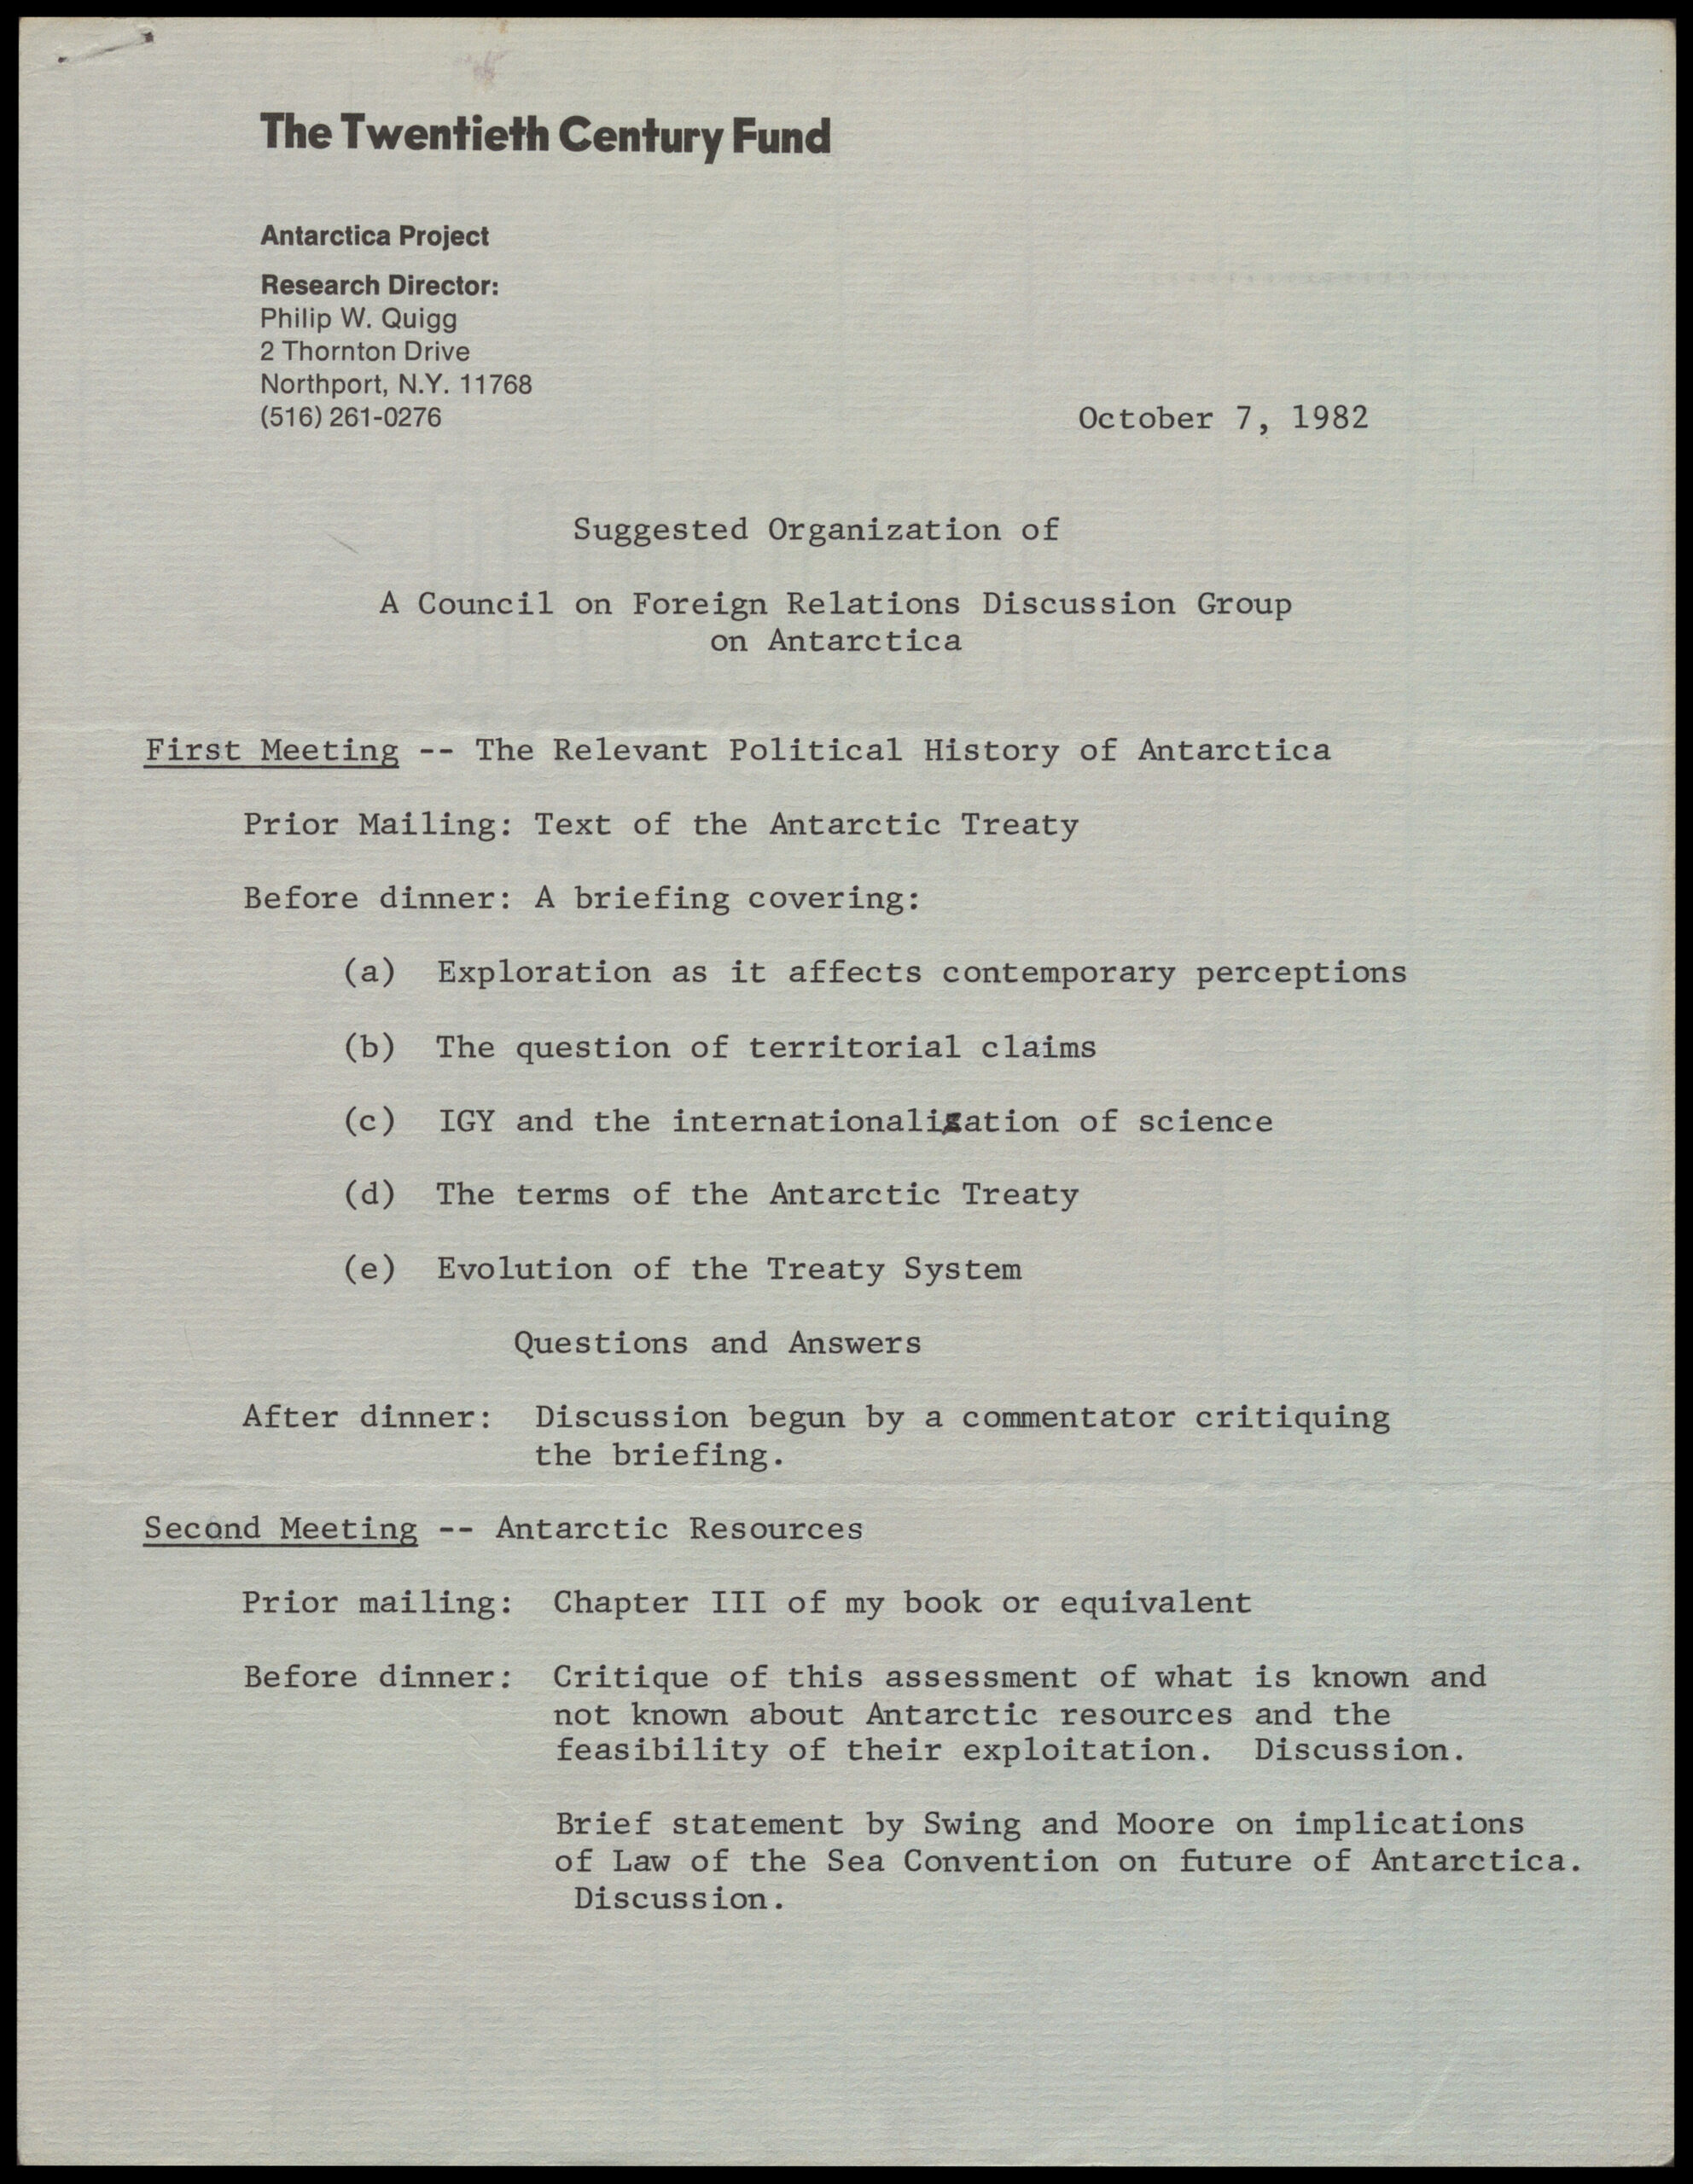 The Twentieth Century Fund
Antarctica Project
Research Director:
Philip W. Quigg
2 Thornton Drive
Northport, N.Y. 11768
(516) 261-0276
October 7, 1982
Suggested Organization of
A Council on Foreign Relations Discussion Group
on Antarctica
First Meeting -- The Relevant Political History of Antarctica
Prior Mailing: Text of the Antarctic Treaty
Before dinner: A briefing covering:
(a) Exploration as it affects contemporary perceptions
(b) The question of territorial claims
(c) IGY and the internationalization of science
(d) The terms of the Antarctic Treaty
(e) Evolution of the Treaty System
Questions and Answers
After dinner: Discussion begun by a commentator critiquing
the briefing.
Second Meeting -- Antarctic Resources
Prior mailing: Chapter III of my book or equivalent
Before dinner: Critique of this assessment of what is known and
not known about Antarctic resources and the
feasibility of their exploitation. Discussion.
Brief statement by Swing and Moore on implications
of Law of the Sea Convention on future of Antarctica.
Discussion.